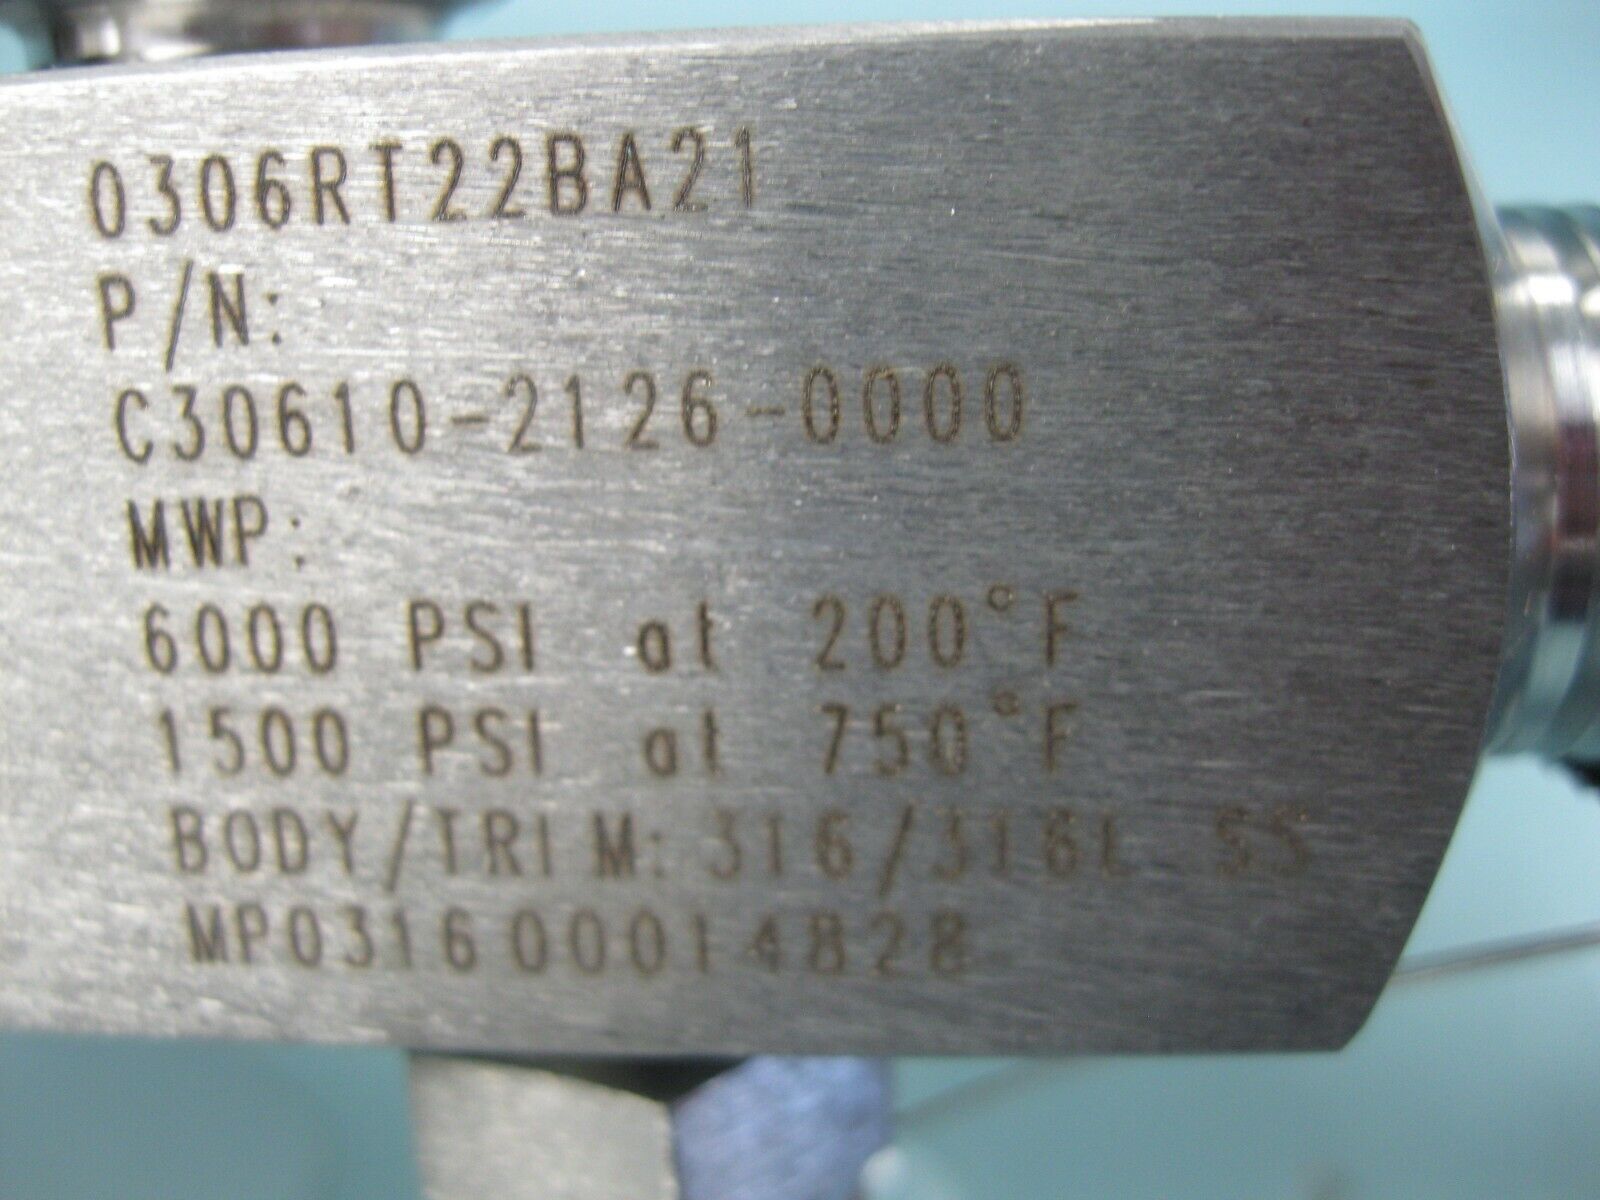 0306RT22BA21
P/N:
C30610-2126-0000
MWP:
6000 PSI at 200°F
1500 PSI at 750°F
BODY/TRIM: 316/316L SS
MP031600014828